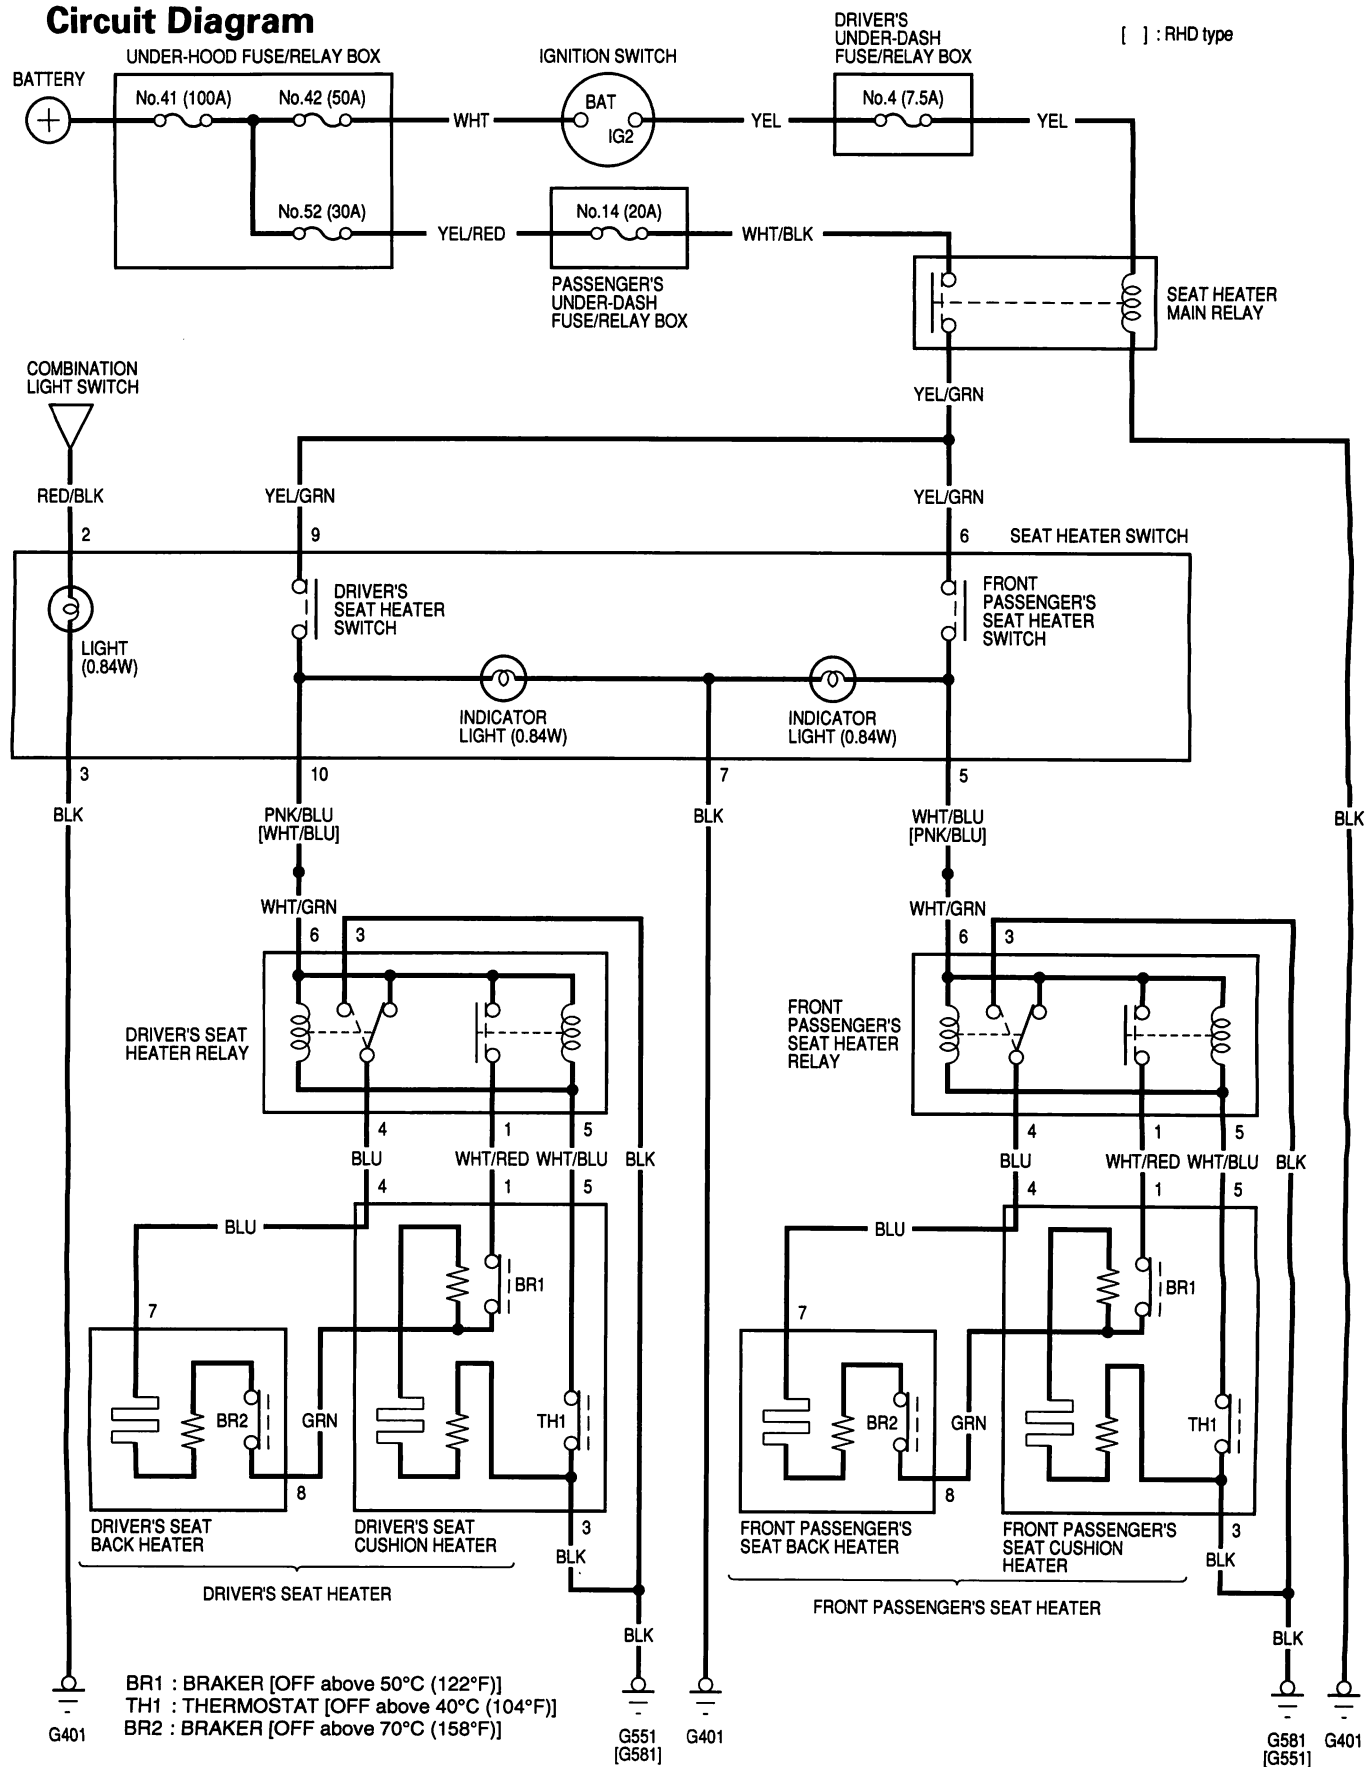 Circuit Diagram
[ ] : RHD type
UNDER-HOOD FUSE/RELAY BOX
IGNITION SWITCH
DRIVER'S
UNDER-DASH
FUSE/RELAY BOX
BATTERY
No.41 (100A)
No.42 (50A)
WHT
BAT
IG2
YEL
No.4 (7.5A)
YEL
No.52 (30A)
YEL/RED
No.14 (20A)
WHT/BLK
PASSENGER'S
UNDER-DASH
FUSE/RELAY BOX
SEAT HEATER
MAIN RELAY
COMBINATION
LIGHT SWITCH
YEL/GRN
RED/BLK
YEL/GRN
YEL/GRN
2
9
6
SEAT HEATER SWITCH
LIGHT
(0.84W)
DRIVER'S
SEAT HEATER
SWITCH
FRONT
PASSENGER'S
SEAT HEATER
SWITCH
INDICATOR
LIGHT (0.84W)
INDICATOR
LIGHT (0.84W)
3
10
7
5
BLK
PNK/BLU
[WHT/BLU]
BLK
WHT/BLU
[PNK/BLU]
BLK
WHT/GRN
WHT/GRN
6
3
6
3
DRIVER'S SEAT
HEATER RELAY
FRONT
PASSENGER'S
SEAT HEATER
RELAY
4
1
5
4
1
5
BLU
WHT/RED
WHT/BLU
BLK
BLU
WHT/RED
WHT/BLU
BLK
4
1
5
4
1
5
BLU
BLU
BR1
BR1
7
7
BR2
GRN
TH1
BR2
GRN
TH1
8
8
DRIVER'S SEAT
BACK HEATER
DRIVER'S SEAT
CUSHION HEATER
3
FRONT PASSENGER'S
SEAT BACK HEATER
FRONT PASSENGER'S
SEAT CUSHION
HEATER
3
BLK
BLK
DRIVER'S SEAT HEATER
FRONT PASSENGER'S SEAT HEATER
BLK
BLK
BR1 : BRAKER [OFF above 50°C (122°F)]
TH1 : THERMOSTAT [OFF above 40°C (104°F)]
BR2 : BRAKER [OFF above 70°C (158°F)]
G401
G551
[G581]
G401
G581
[G551]
G401